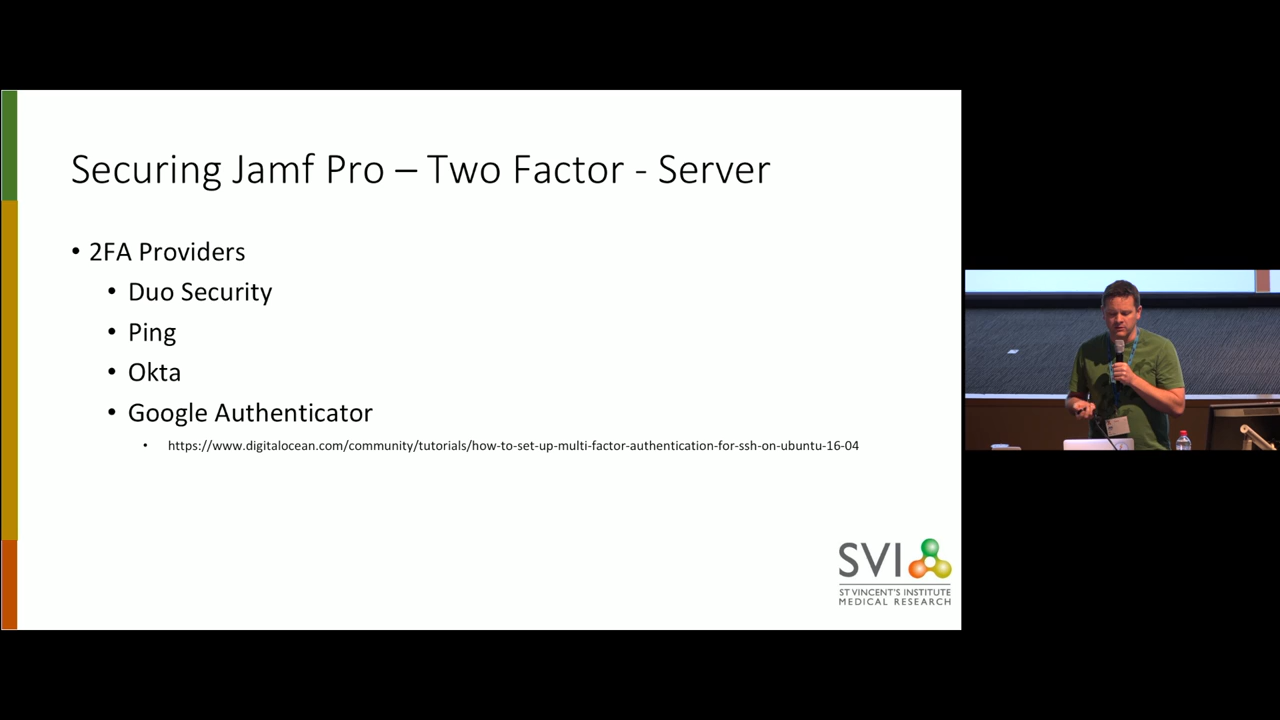 Securing Jamf Pro – Two Factor - Server
• 2FA Providers
• Duo Security
• Ping
• Okta
• Google Authenticator
• https://www.digitalocean.com/community/tutorials/how-to-set-up-multi-factor-authentication-for-ssh-on-ubuntu-16-04
SVI
ST VINCENT'S INSTITUTE
MEDICAL RESEARCH